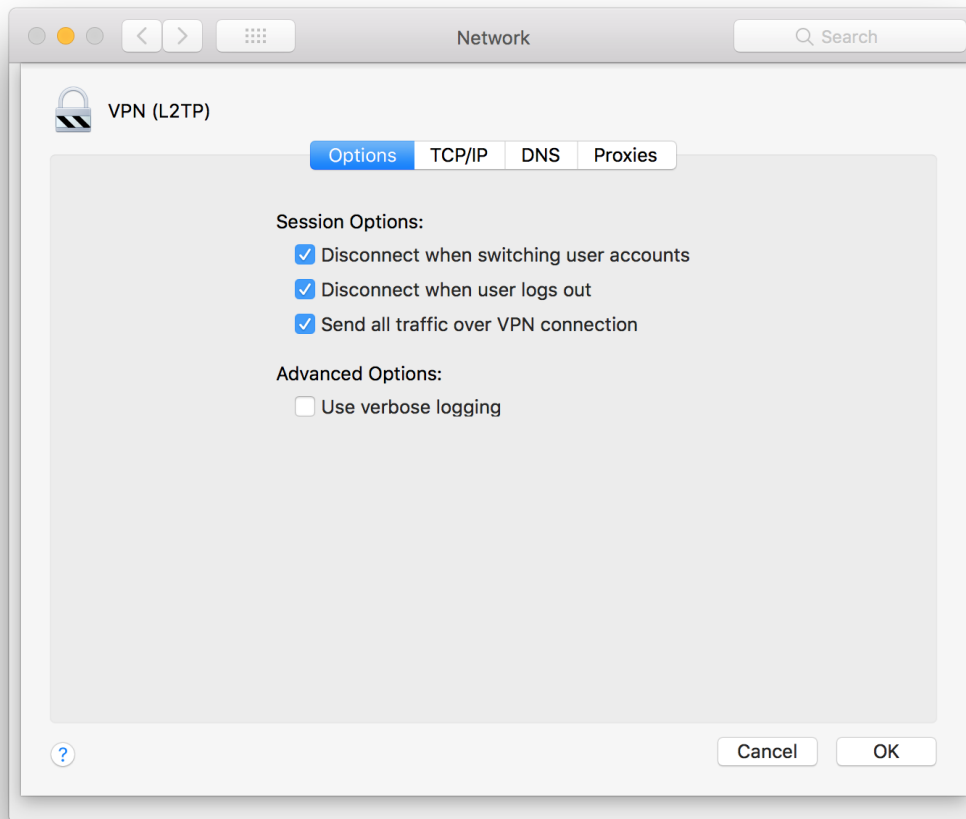 Network
Search
VPN (L2TP)
Options TCP/IP DNS Proxies
Session Options:
Disconnect when switching user accounts
Disconnect when user logs out
Send all traffic over VPN connection
Advanced Options:
Use verbose logging
?
Cancel OK